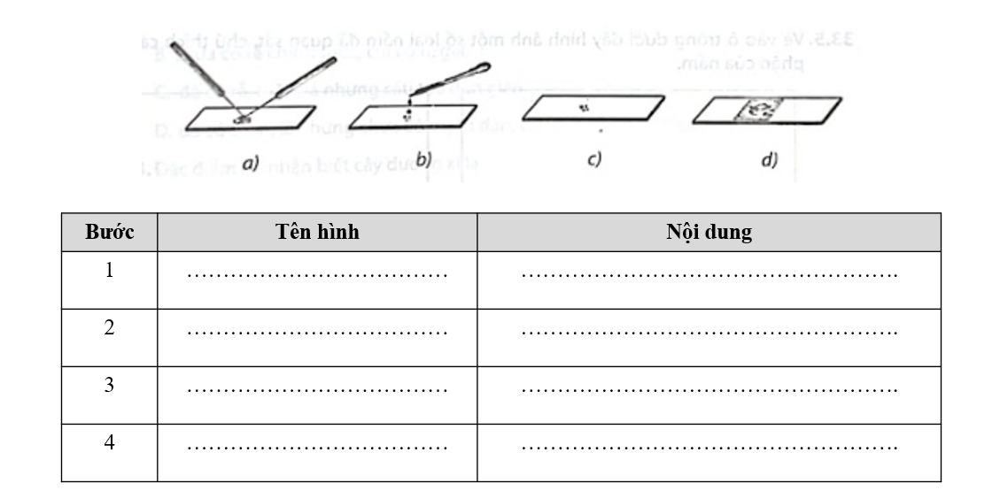 a)
b)
c)
d)
Bước Tên hình Nội dung
1 ………………………………. …………………………………………….
2 ………………………………. …………………………………………….
3 ………………………………. …………………………………………….
4 ………………………………. …………………………………………….